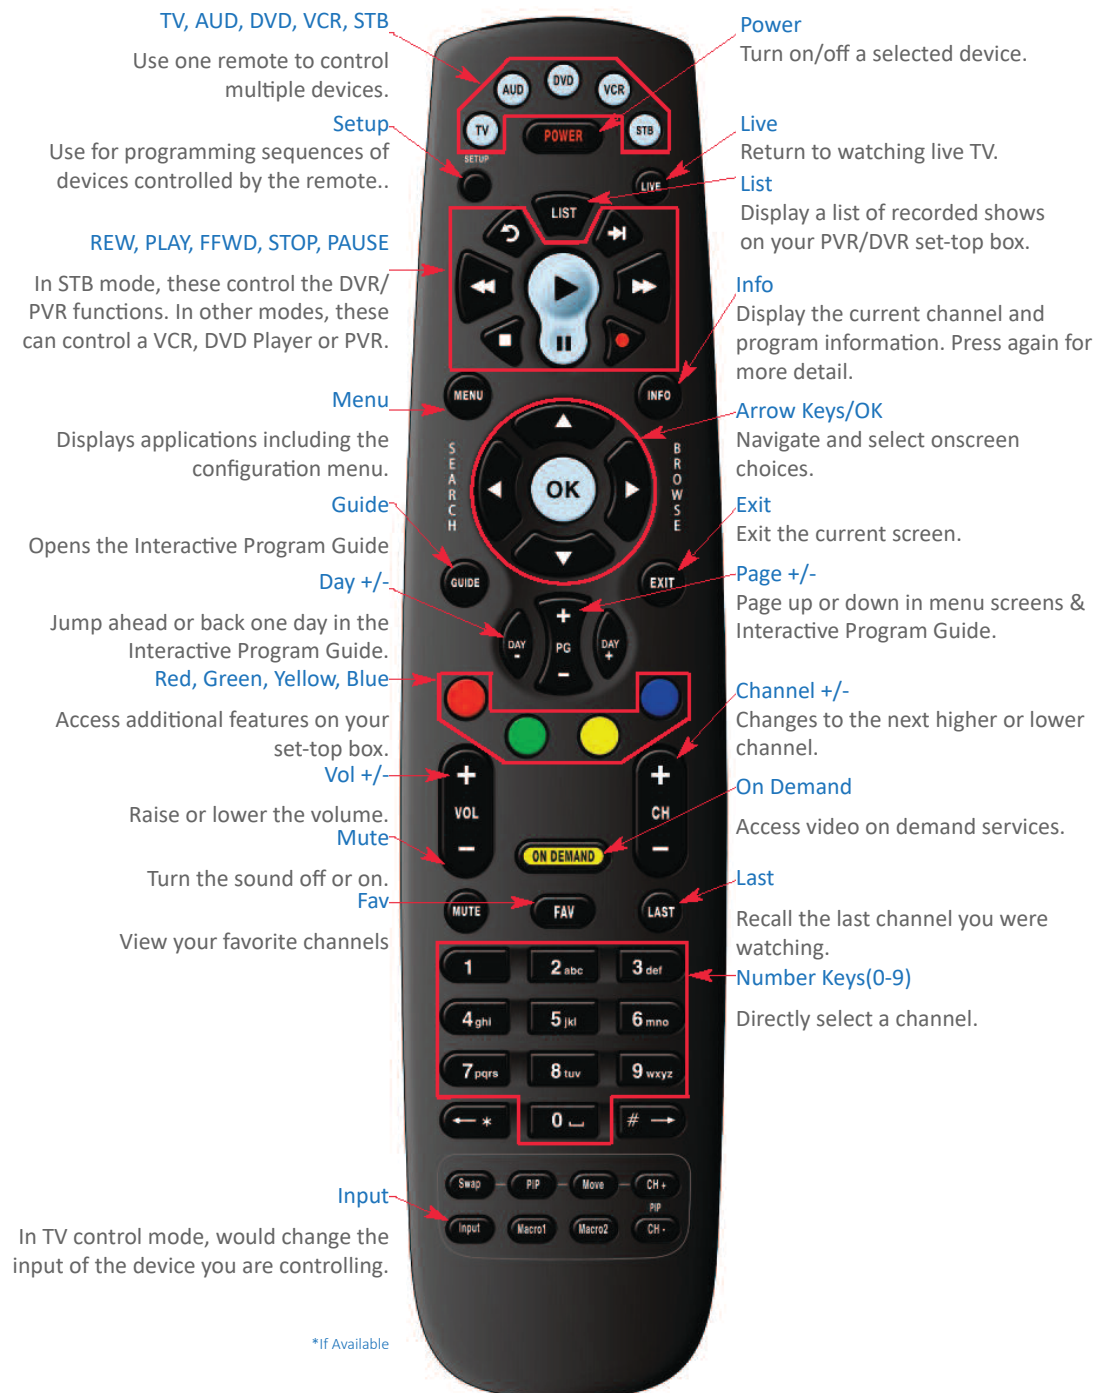 TV, AUD, DVD, VCR, STB
Use one remote to control
multiple devices.
Setup
Use for programming sequences of
devices controlled by the remote..
REW, PLAY, FFWD, STOP, PAUSE
In STB mode, these control the DVR/
PVR functions. In other modes, these
can control a VCR, DVD Player or PVR.
Menu
Displays applications including the
configuration menu.
Guide
Opens the Interactive Program Guide
Day +/-
Jump ahead or back one day in the
Interactive Program Guide.
Red, Green, Yellow, Blue
Access additional features on your
set-top box.
Vol +/-
Raise or lower the volume.
Mute
Turn the sound off or on.
Fav
View your favorite channels
Input
In TV control mode, would change the
input of the device you are controlling.
*If Available
TV
AUD
DVD
VCR
STB
POWER
SETUP
LIVE
LIST
MENU
INFO
SEARCH
BROWSE
OK
GUIDE
EXIT
DAY
-
+
PG
-
DAY
+
+
VOL
-
+
CH
-
ON DEMAND
MUTE
FAV
LAST
1
2 abc
3 def
4 ghi
5 jkl
6 mno
7 pqrs
8 tuv
9 wxyz
← *
0 ⎵
# →
Swap
PIP
Move
CH +
PIP
Input
Macro1
Macro2
CH -
Power
Turn on/off a selected device.
Live
Return to watching live TV.
List
Display a list of recorded shows
on your PVR/DVR set-top box.
Info
Display the current channel and
program information. Press again for
more detail.
Arrow Keys/OK
Navigate and select onscreen
choices.
Exit
Exit the current screen.
Page +/-
Page up or down in menu screens &
Interactive Program Guide.
Channel +/-
Changes to the next higher or lower
channel.
On Demand
Access video on demand services.
Last
Recall the last channel you were
watching.
Number Keys(0-9)
Directly select a channel.